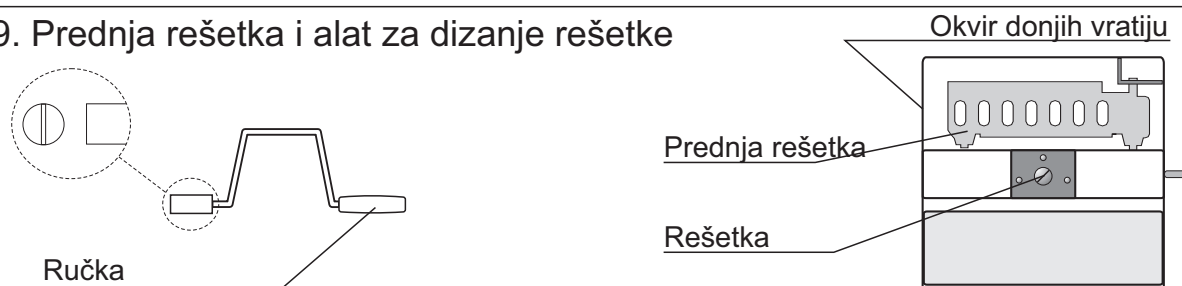 9. Prednja rešetka i alat za dizanje rešetke
Okvir donjih vratiju
Prednja rešetka
Rešetka
Ručka